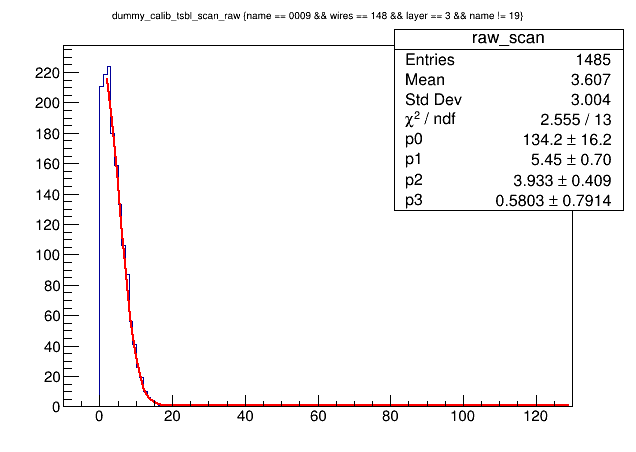 dummy_calib_tsbl_scan_raw {name == 0009 && wires == 148 && layer == 3 && name != 19}
raw_scan
Entries 1485
Mean 3.607
Std Dev 3.004
χ² / ndf 2.555 / 13
p0 134.2 ± 16.2
p1 5.45 ± 0.70
p2 3.933 ± 0.409
p3 0.5803 ± 0.7914
220
200
180
160
140
120
100
80
60
40
20
0
0 20 40 60 80 100 120